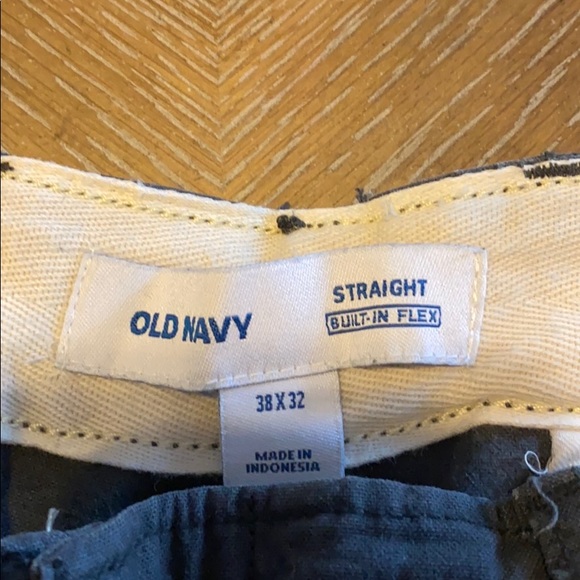 OLD NAVY
STRAIGHT
BUILT-IN FLEX
38 X 32
MADE IN
INDONESIA